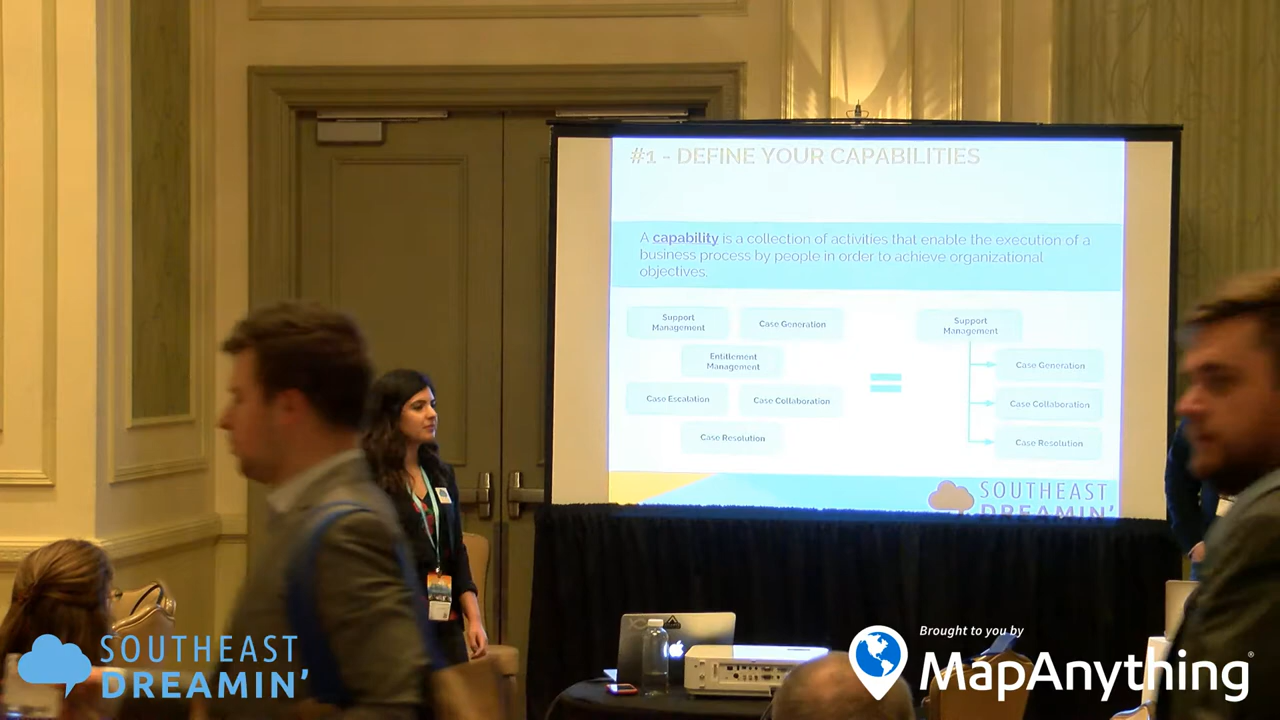 #1 - DEFINE YOUR CAPABILITIES
A capability is a collection of activities that enable the execution of a
business process by people in order to achieve organizational
objectives.
Support
Management
Case Generation
Entitlement
Management
Case Escalation
Case Collaboration
Case Resolution
=
Support
Management
Case Generation
Case Collaboration
Case Resolution
SOUTHEAST
DREAMIN'
SOUTHEAST
DREAMIN'
Brought to you by
MapAnything®